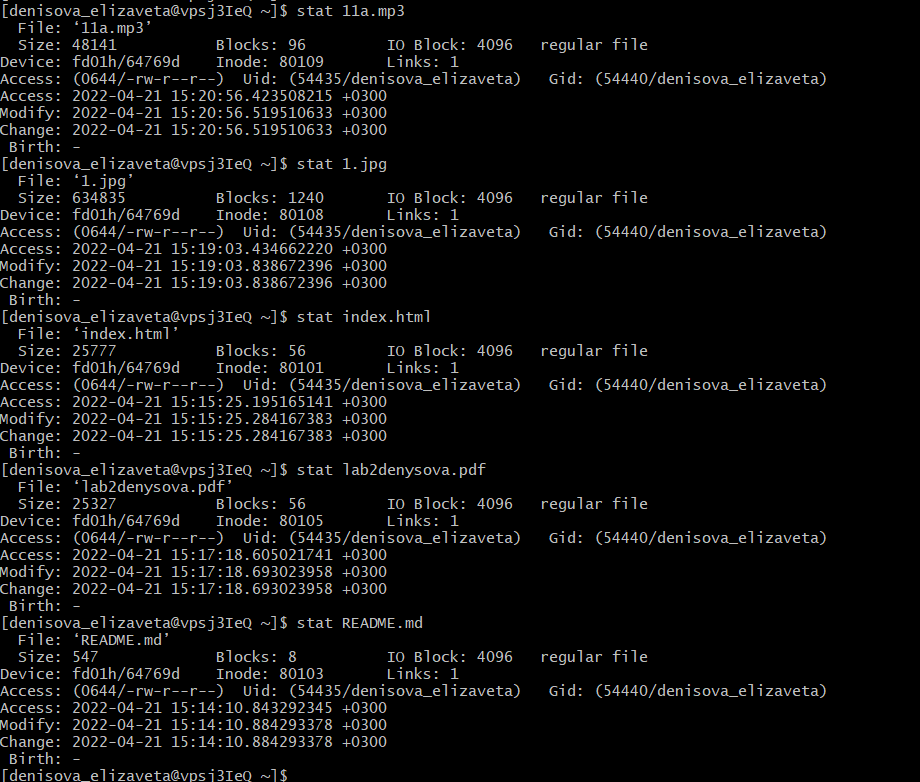 [denisova_elizaveta@vpsj3IeQ ~]$ stat 11a.mp3
  File: ‘11a.mp3’
  Size: 48141           Blocks: 96         IO Block: 4096   regular file
Device: fd01h/64769d    Inode: 80109       Links: 1
Access: (0644/-rw-r--r--)  Uid: (54435/denisova_elizaveta)   Gid: (54440/denisova_elizaveta)
Access: 2022-04-21 15:20:56.423508215 +0300
Modify: 2022-04-21 15:20:56.519510633 +0300
Change: 2022-04-21 15:20:56.519510633 +0300
 Birth: -
[denisova_elizaveta@vpsj3IeQ ~]$ stat 1.jpg
  File: ‘1.jpg’
  Size: 634835          Blocks: 1240       IO Block: 4096   regular file
Device: fd01h/64769d    Inode: 80108       Links: 1
Access: (0644/-rw-r--r--)  Uid: (54435/denisova_elizaveta)   Gid: (54440/denisova_elizaveta)
Access: 2022-04-21 15:19:03.434662220 +0300
Modify: 2022-04-21 15:19:03.838672396 +0300
Change: 2022-04-21 15:19:03.838672396 +0300
 Birth: -
[denisova_elizaveta@vpsj3IeQ ~]$ stat index.html
  File: ‘index.html’
  Size: 25777           Blocks: 56         IO Block: 4096   regular file
Device: fd01h/64769d    Inode: 80101       Links: 1
Access: (0644/-rw-r--r--)  Uid: (54435/denisova_elizaveta)   Gid: (54440/denisova_elizaveta)
Access: 2022-04-21 15:15:25.195165141 +0300
Modify: 2022-04-21 15:15:25.284167383 +0300
Change: 2022-04-21 15:15:25.284167383 +0300
 Birth: -
[denisova_elizaveta@vpsj3IeQ ~]$ stat lab2denysova.pdf
  File: ‘lab2denysova.pdf’
  Size: 25327           Blocks: 56         IO Block: 4096   regular file
Device: fd01h/64769d    Inode: 80105       Links: 1
Access: (0644/-rw-r--r--)  Uid: (54435/denisova_elizaveta)   Gid: (54440/denisova_elizaveta)
Access: 2022-04-21 15:17:18.605021741 +0300
Modify: 2022-04-21 15:17:18.693023958 +0300
Change: 2022-04-21 15:17:18.693023958 +0300
 Birth: -
[denisova_elizaveta@vpsj3IeQ ~]$ stat README.md
  File: ‘README.md’
  Size: 547             Blocks: 8          IO Block: 4096   regular file
Device: fd01h/64769d    Inode: 80103       Links: 1
Access: (0644/-rw-r--r--)  Uid: (54435/denisova_elizaveta)   Gid: (54440/denisova_elizaveta)
Access: 2022-04-21 15:14:10.843292345 +0300
Modify: 2022-04-21 15:14:10.884293378 +0300
Change: 2022-04-21 15:14:10.884293378 +0300
 Birth: -
[denisova_elizaveta@vpsj3IeQ ~]$